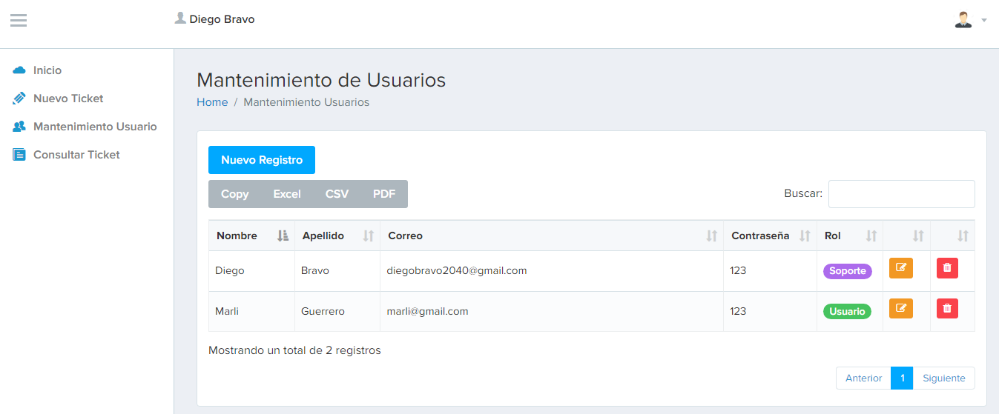 Diego Bravo
Inicio
Nuevo Ticket
Mantenimiento Usuario
Consultar Ticket
Mantenimiento de Usuarios
Home / Mantenimiento Usuarios
Nuevo Registro
Copy Excel CSV PDF
Buscar:
Nombre Apellido Correo Contraseña Rol
Diego Bravo diegobravo2040@gmail.com 123 Soporte
Marli Guerrero marli@gmail.com 123 Usuario
Mostrando un total de 2 registros
Anterior 1 Siguiente